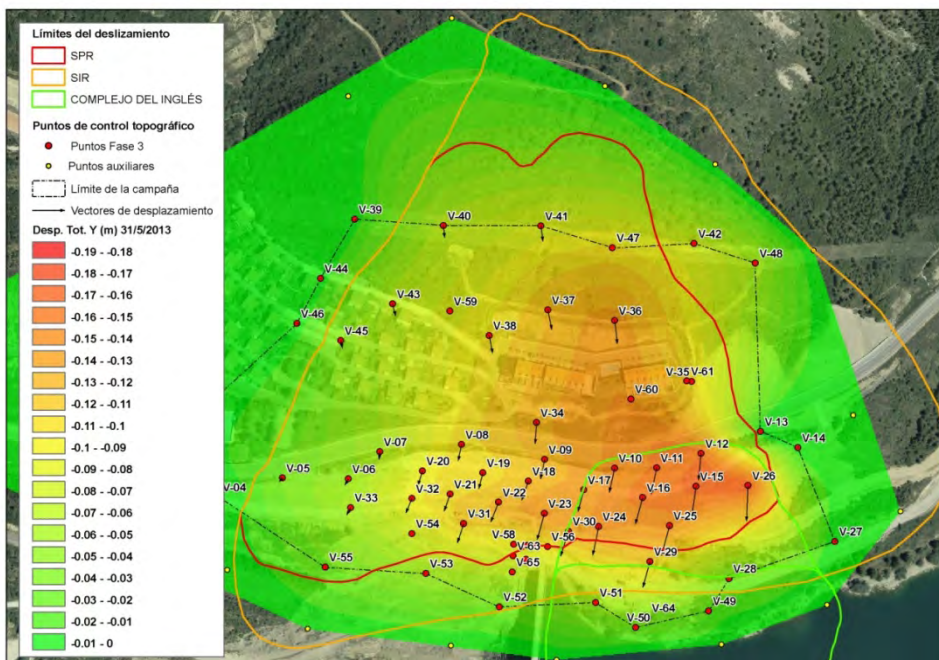 Límites del deslizamiento
SPR
SIR
COMPLEJO DEL INGLÉS
Puntos de control topográfico
Puntos Fase 3
Puntos auxiliares
Límite de la campaña
Vectores de desplazamiento
Desp. Tot. Y (m) 31/5/2013
-0.19 - -0.18
-0.18 - -0.17
-0.17 - -0.16
-0.16 - -0.15
-0.15 - -0.14
-0.14 - -0.13
-0.13 - -0.12
-0.12 - -0.11
-0.11 - -0.1
-0.1 - -0.09
-0.09 - -0.08
-0.08 - -0.07
-0.07 - -0.06
-0.06 - -0.05
-0.05 - -0.04
-0.04 - -0.03
-0.03 - -0.02
-0.02 - -0.01
-0.01 - 0
V-39
V-40
V-41
V-47
V-42
V-48
V-44
V-43
V-59
V-37
V-36
V-46
V-45
V-38
V-35
V-61
V-60
V-34
V-13
V-14
V-07
V-08
V-09
V-10
V-11
V-12
V-05
V-06
V-20
V-19
V-18
V-17
V-15
V-26
V-04
V-33
V-32
V-21
V-22
V-23
V-16
V-54
V-31
V-30
V-24
V-25
V-27
V-58
V-63
V-56
V-55
V-53
V-65
V-29
V-28
V-52
V-51
V-50
V-64
V-49